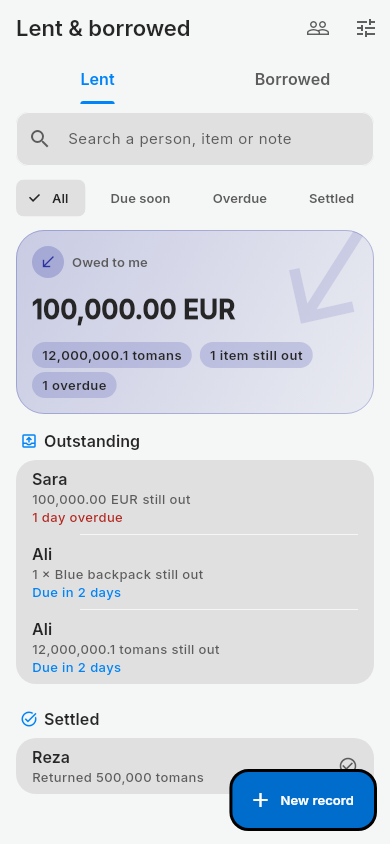 Lent & borrowed
Lent
Borrowed
Search a person, item or note
All
Due soon
Overdue
Settled
Owed to me
100,000.00 EUR
12,000,000.1 tomans
1 item still out
1 overdue
Outstanding
Sara
100,000.00 EUR still out
1 day overdue
Ali
1 × Blue backpack still out
Due in 2 days
Ali
12,000,000.1 tomans still out
Due in 2 days
Settled
Reza
Returned 500,000 tomans
New record